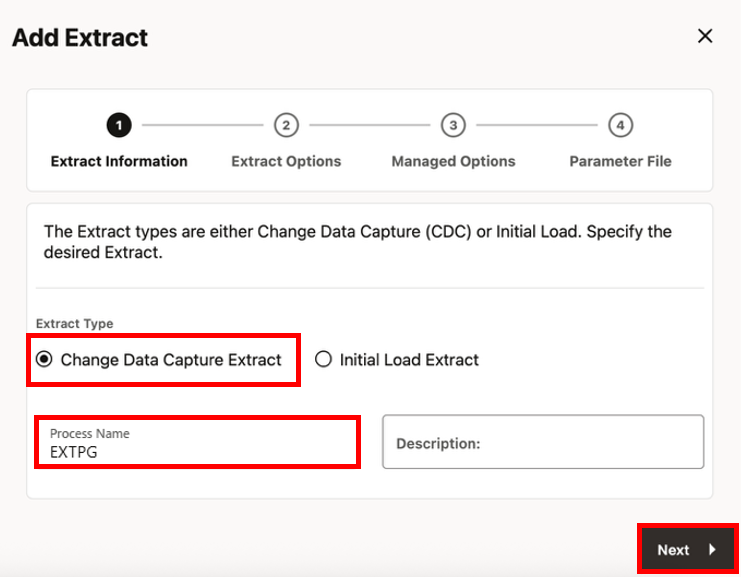 Add Extract
1
2
3
4
Extract Information
Extract Options
Managed Options
Parameter File
The Extract types are either Change Data Capture (CDC) or Initial Load. Specify the
desired Extract.
Extract Type
Change Data Capture Extract
Initial Load Extract
Process Name
EXTPG
Description:
Next